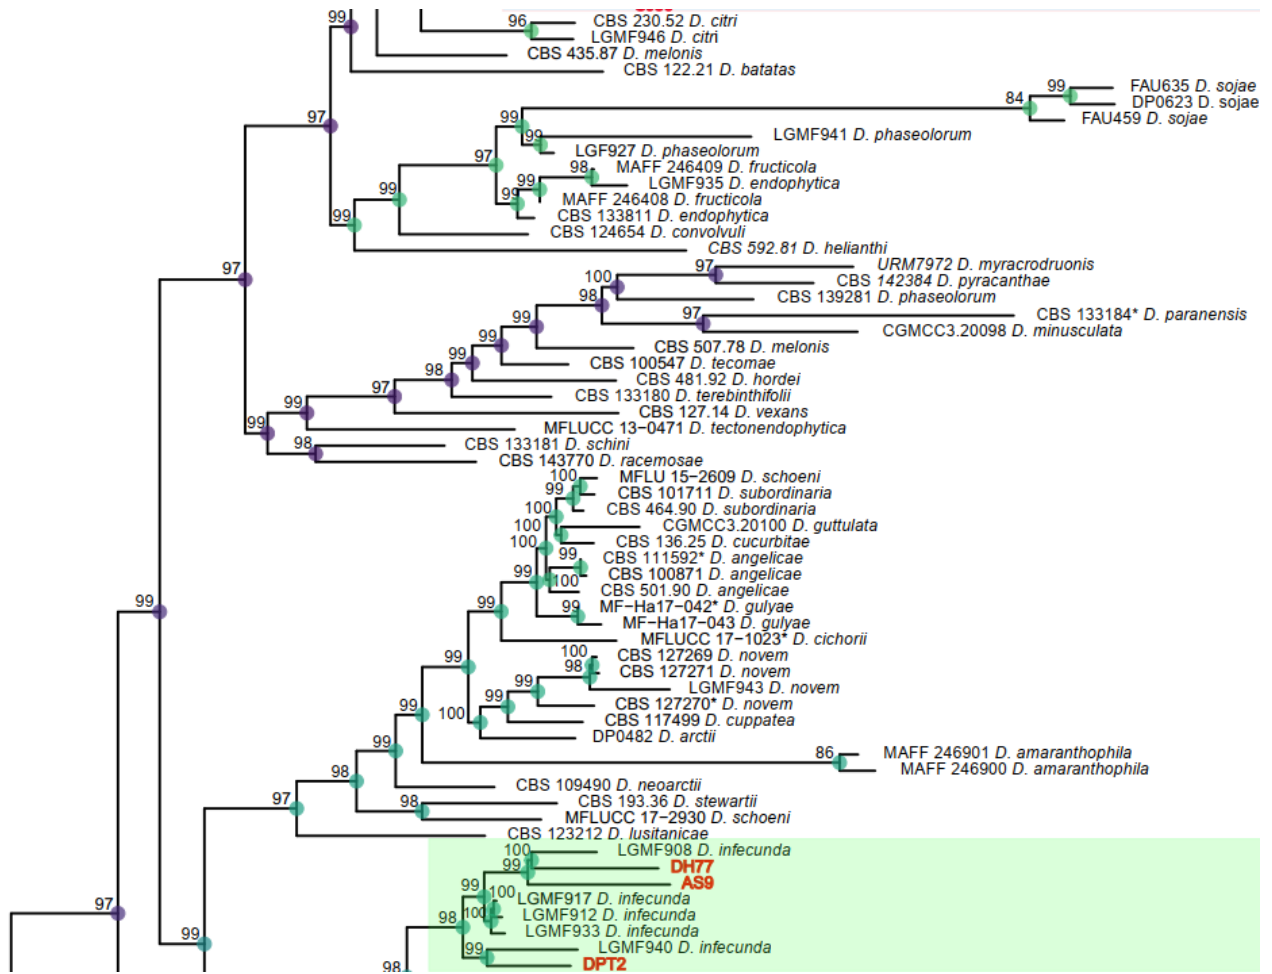 99
96
CBS 230.52 D. citri
LGMF946 D. citri
CBS 435.87 D. melonis
CBS 122.21 D. batatas
99
FAU635 D. sojae
84
DP0623 D. sojae
FAU459 D. sojae
97
99
99
LGMF941 D. phaseolorum
LGF927 D. phaseolorum
97
98
MAFF 246409 D. fructicola
99
LGMF935 D. endophytica
99
99
MAFF 246408 D. fructicola
99
CBS 133811 D. endophytica
CBS 124654 D. convolvuli
CBS 592.81 D. helianthi
97
97
URM7972 D. myracrodruonis
100
CBS 142384 D. pyracanthae
98
CBS 139281 D. phaseolorum
97
CBS 133184* D. paranensis
99
CGMCC3.20098 D. minusculata
99
CBS 507.78 D. melonis
99
CBS 100547 D. tecomae
98
CBS 481.92 D. hordei
97
CBS 133180 D. terebinthifolii
99
CBS 127.14 D. vexans
99
MFLUCC 13−0471 D. tectonendophytica
98
CBS 133181 D. schini
CBS 143770 D. racemosae
100
MFLU 15−2609 D. schoeni
99
CBS 101711 D. subordinaria
100
CBS 464.90 D. subordinaria
100
CGMCC3.20100 D. guttulata
100
CBS 136.25 D. cucurbitae
99
CBS 111592* D. angelicae
99
100
CBS 100871 D. angelicae
CBS 501.90 D. angelicae
99
99
MF−Ha17−042* D. gulyae
MF−Ha17−043 D. gulyae
MFLUCC 17−1023* D. cichorii
99
100
CBS 127269 D. novem
98
CBS 127271 D. novem
99
LGMF943 D. novem
99
CBS 127270* D. novem
99
100
CBS 117499 D. cuppatea
DP0482 D. arctii
99
86
MAFF 246901 D. amaranthophila
MAFF 246900 D. amaranthophila
98
CBS 109490 D. neoarctii
97
98
CBS 193.36 D. stewartii
MFLUCC 17−2930 D. schoeni
CBS 123212 D. lusitanicae
99
100
LGMF908 D. infecunda
99
DH77
AS9
99
100
LGMF917 D. infecunda
100
LGMF912 D. infecunda
98
LGMF933 D. infecunda
97
99
99
LGMF940 D. infecunda
98
DPT2